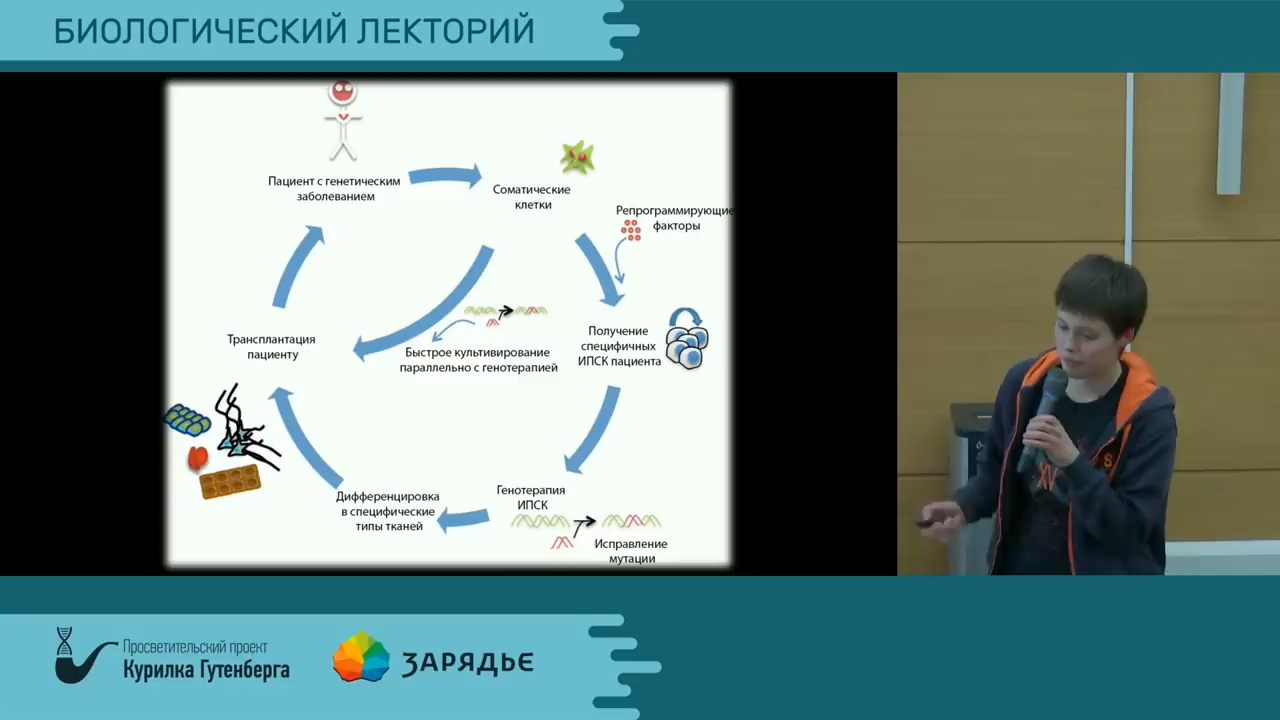 БИОЛОГИЧЕСКИЙ ЛЕКТОРИЙ
Пациент с генетическим
заболеванием
Соматические
клетки
Репрограммирующие
факторы
Получение
специфичных
ИПСК пациента
Трансплантация
пациенту
Быстрое культивирование
параллельно с генотерапией
Генотерапия
ИПСК
Исправление
мутации
Дифференцировка
в специфические
типы тканей
Просветительский проект
Курилка Гутенберга
ЗАРЯДЬЕ